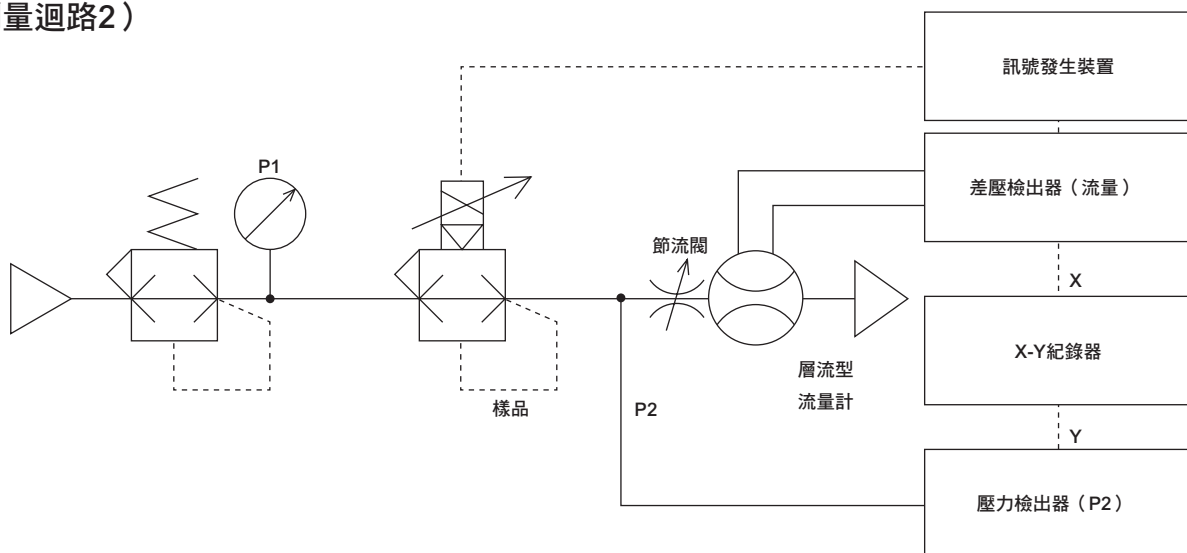 量迴路2）
訊號發生裝置
P1
差壓檢出器（流量）
節流閥
X
X-Y紀錄器
層流型
流量計
樣品
P2
Y
壓力檢出器（P2）